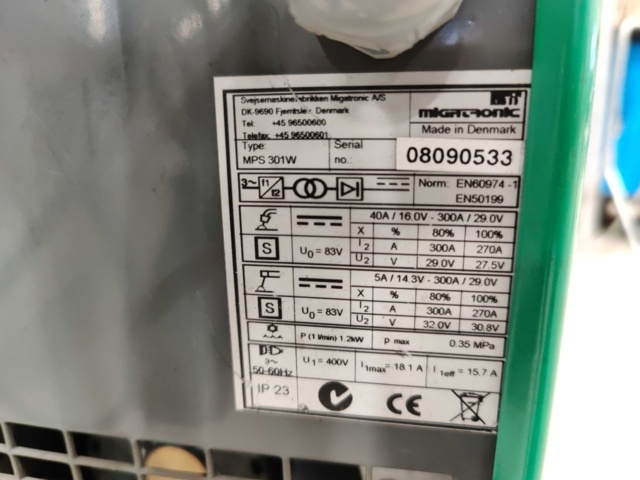 Svejsemaskinefabrikken Migatronic A/S
DK-9690 Fjerritslev Denmark
Tel: +45 96500600
Telefax: +45 96500601
migatronic
Made in Denmark
Type:
MPS 301W
Serial
no.: 08090533
3~ f1 f2
Norm: EN60974 -1
EN50199
40A / 16.0V - 300A / 29.0V
X % 80% 100%
S U0 = 83V I2 A 300A 270A
U2 V 29.0V 27.5V
5A / 14.3V - 300A / 29.0V
X % 80% 100%
S U0 = 83V I2 A 300A 270A
U2 V 32.0V 30.8V
P (1 l/min) 1.2kW p max 0.35 MPa
3~
50-60Hz U1 = 400V I1max = 18.1 A I1eff = 15.7 A
IP 23 CE